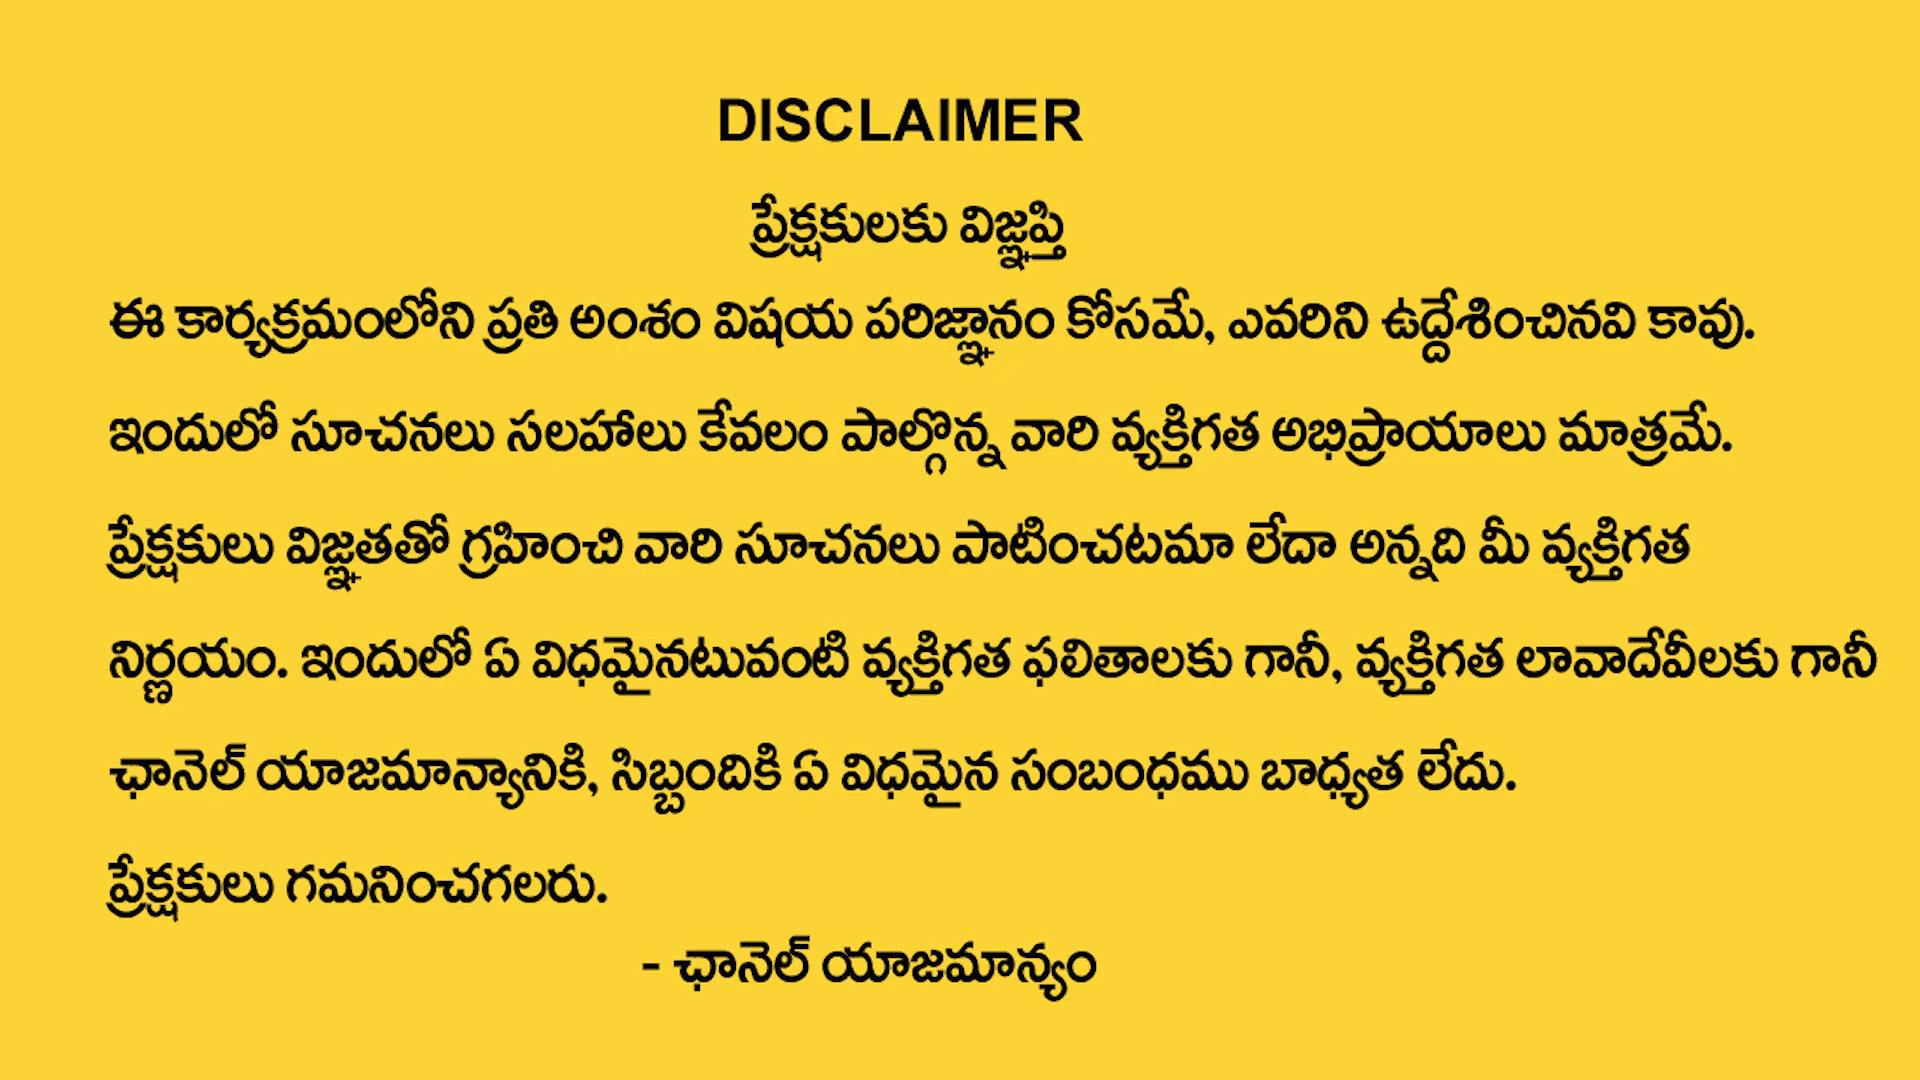 DISCLAIMER
ప్రేక్షకులకు విజ్ఞప్తి
ఈ కార్యక్రమంలోని ప్రతి అంశం విషయ పరిజ్ఞానం కోసమే, ఎవరిని ఉద్దేశించినవి కావు.
ఇందులో సూచనలు సలహాలు కేవలం పాల్గొన్న వారి వ్యక్తిగత అభిప్రాయాలు మాత్రమే.
ప్రేక్షకులు విజ్ఞతతో గ్రహించి వారి సూచనలు పాటించటమా లేదా అన్నది మీ వ్యక్తిగత
నిర్ణయం. ఇందులో ఏ విధమైనటువంటి వ్యక్తిగత ఫలితాలకు గానీ, వ్యక్తిగత లావాదేవీలకు గానీ
ఛానెల్ యాజమాన్యానికి, సిబ్బందికి ఏ విధమైన సంబంధము బాధ్యత లేదు.
ప్రేక్షకులు గమనించగలరు.
- ఛానెల్ యాజమాన్యం